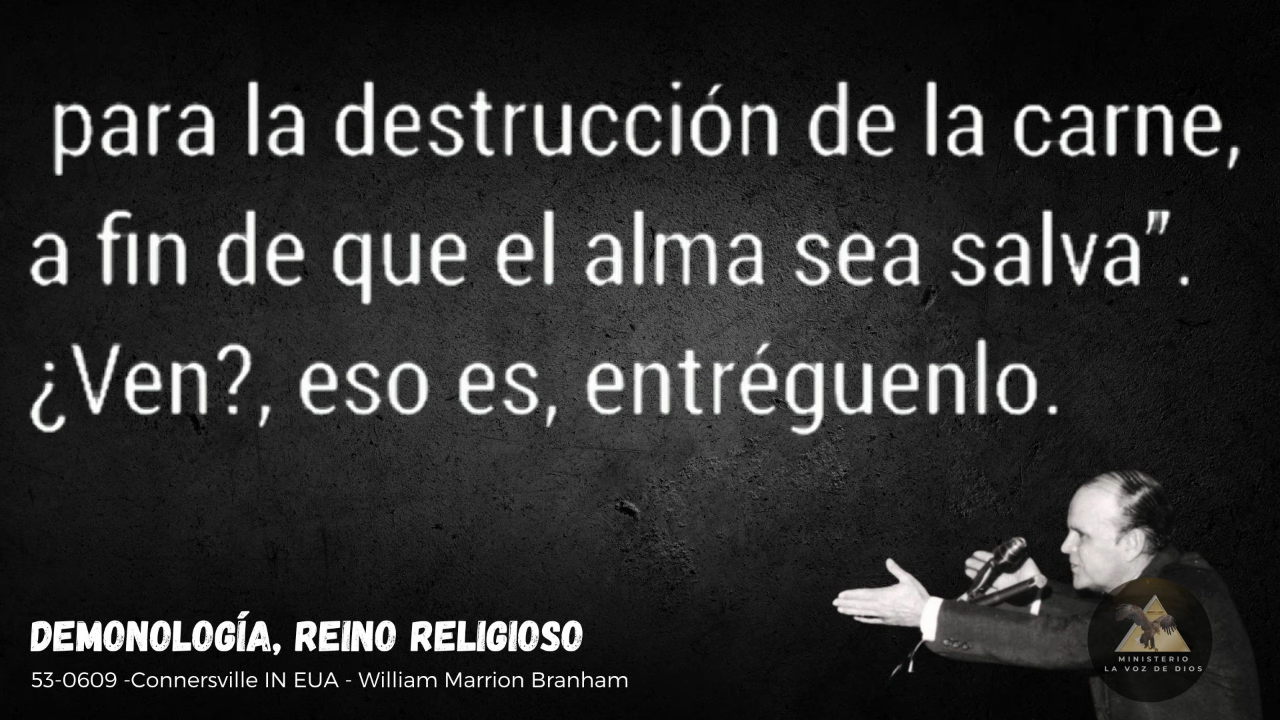 para la destrucción de la carne,
a fin de que el alma sea salva”.
¿Ven?, eso es, entréguenlo.
DEMONOLOGÍA, REINO RELIGIOSO
53-0609 -Connersville IN EUA - William Marrion Branham
MINISTERIO
LA VOZ DE DIOS